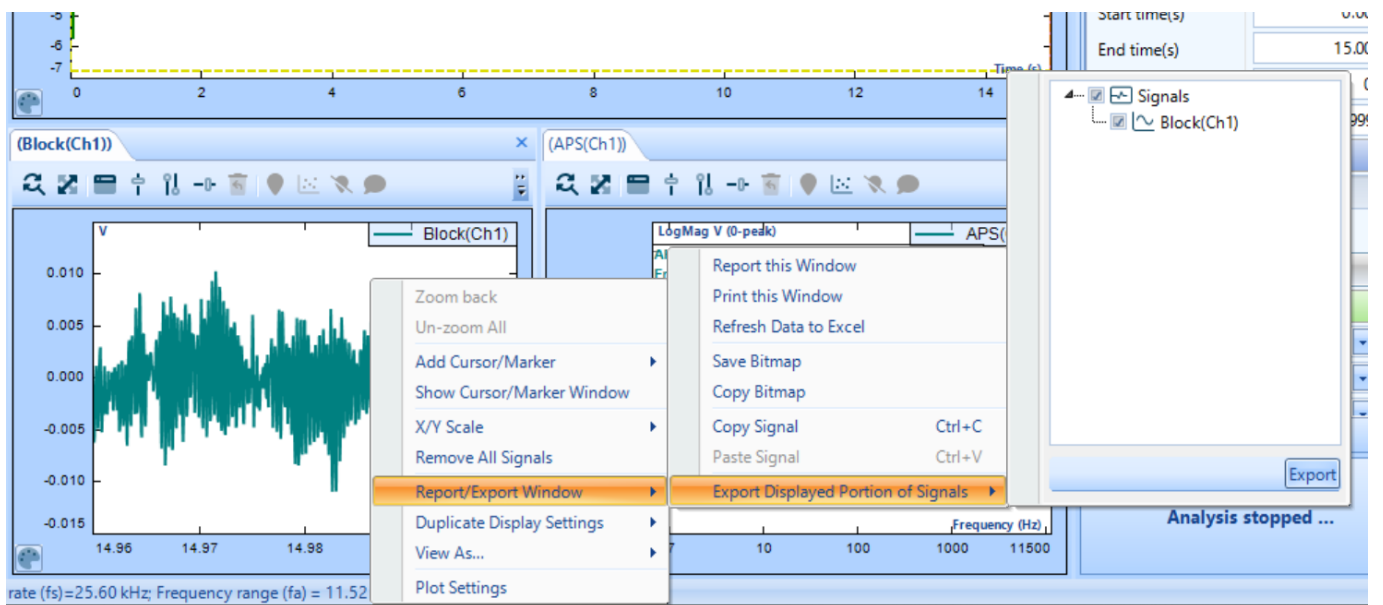 -5
-6
-7
Time (s)
0 2 4 6 8 10 12 14
Start time(s) 0.00
End time(s) 15.00
Signals
Block(Ch1)
Export
(Block(Ch1))
(APS(Ch1))
V
Block(Ch1)
0.010
0.005
0.000
-0.005
-0.010
-0.015
14.96 14.97 14.98
LogMag V (0-peak)
APS(
Frequency (Hz)
10 100 1000 11500
Zoom back
Un-zoom All
Add Cursor/Marker
Show Cursor/Marker Window
X/Y Scale
Remove All Signals
Report/Export Window
Duplicate Display Settings
View As...
Plot Settings
Report this Window
Print this Window
Refresh Data to Excel
Save Bitmap
Copy Bitmap
Copy Signal Ctrl+C
Paste Signal Ctrl+V
Export Displayed Portion of Signals
Analysis stopped ...
rate (fs)=25.60 kHz; Frequency range (fa) = 11.52